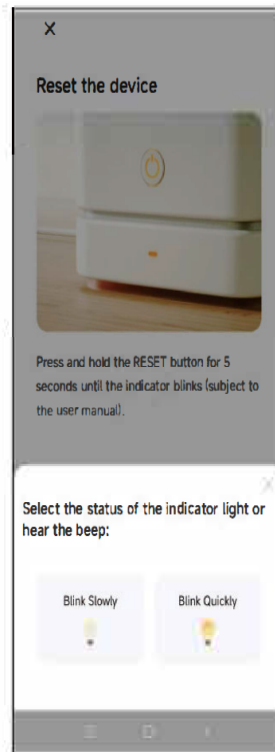 Reset the device
Press and hold the RESET button for 5
seconds until the indicator blinks (subject to
the user manual).
Select the status of the indicator light or
hear the beep:
Blink Slowly
Blink Quickly